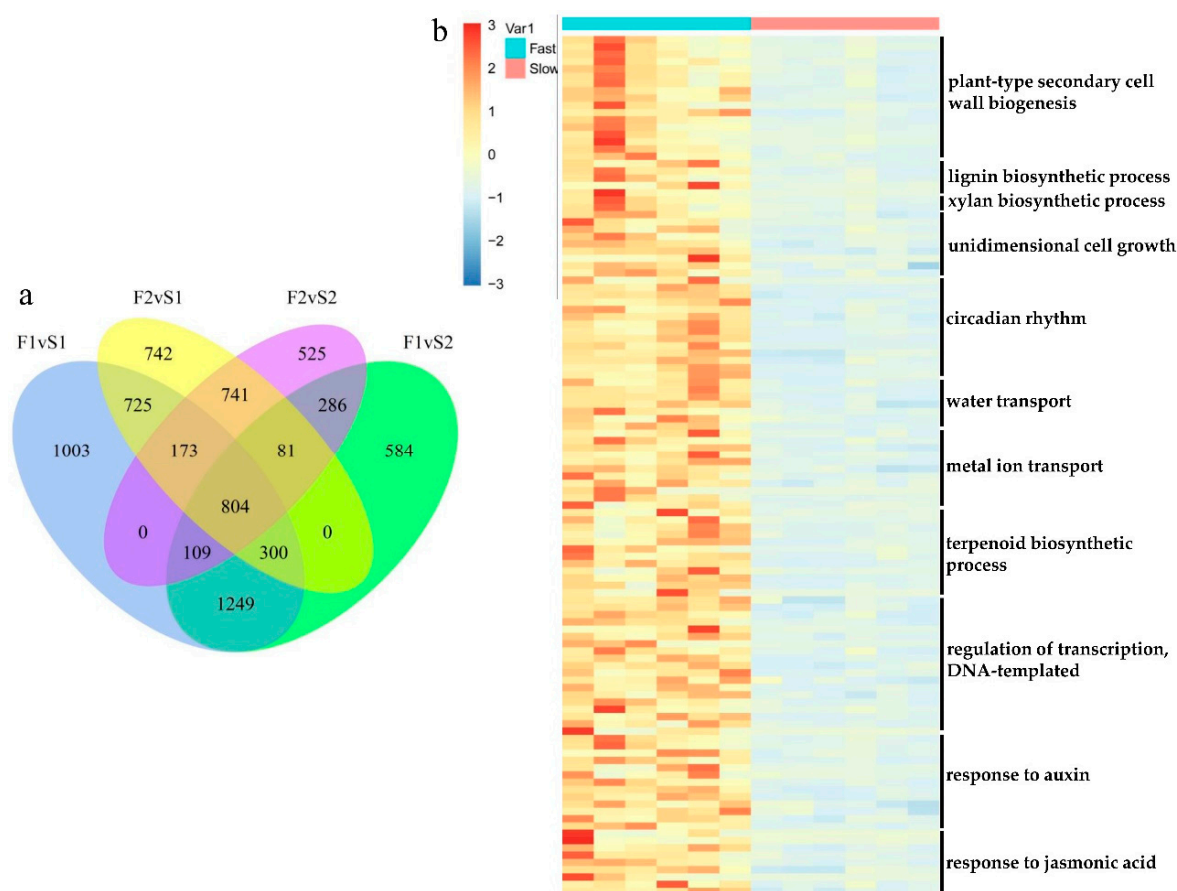 a
F1vS1
F2vS1
F2vS2
F1vS2
742
525
725
741
286
1003
173
81
584
804
0
0
109
300
1249
b
3
2
1
0
−1
−2
−3
Var1
Fast
Slow
plant-type secondary cell
wall biogenesis
lignin biosynthetic process
xylan biosynthetic process
unidimensional cell growth
circadian rhythm
water transport
metal ion transport
terpenoid biosynthetic
process
regulation of transcription,
DNA-templated
response to auxin
response to jasmonic acid